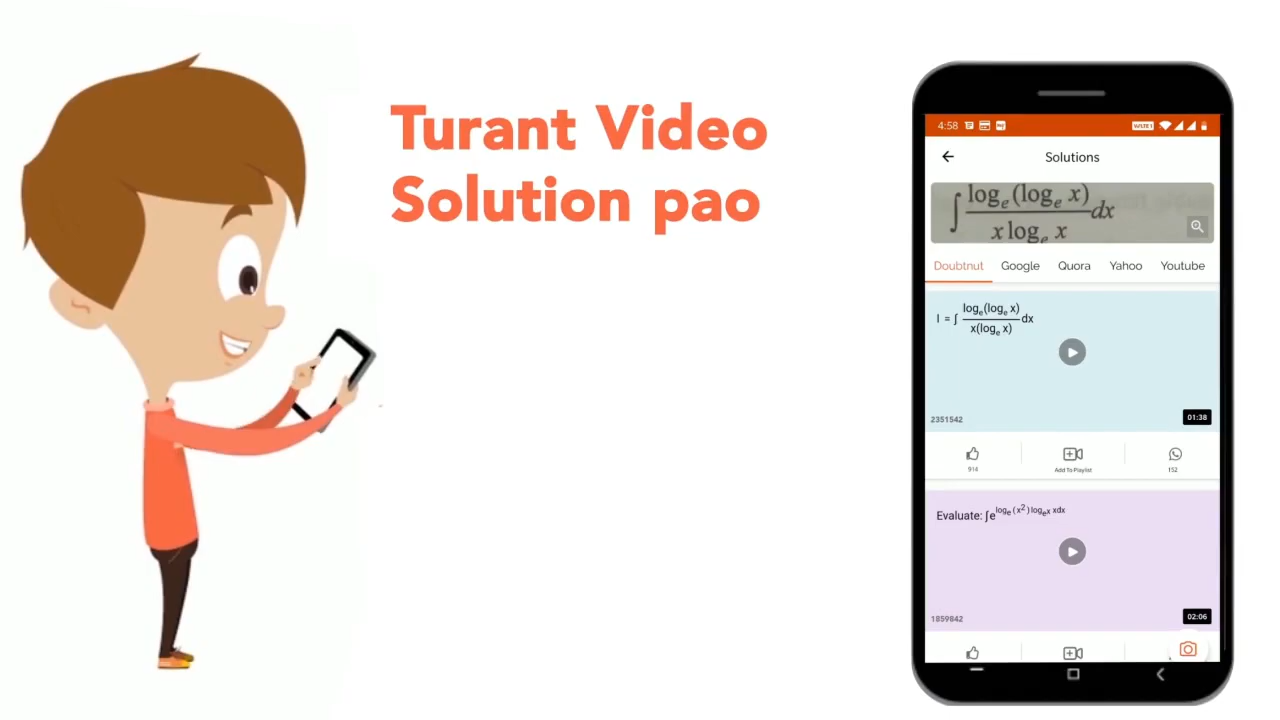 Turant Video
Solution pao
4:58
Solutions
∫ logₑ(logₑ x) / x logₑ x dx
Doubtnut Google Quora Yahoo Youtube
I = ∫ logₑ(logₑ x) / x(logₑ x) dx
2351542 01:38
914 Add To Playlist 152
Evaluate: ∫e^logₑ(x²)logₑx xdx
1859842 02:06